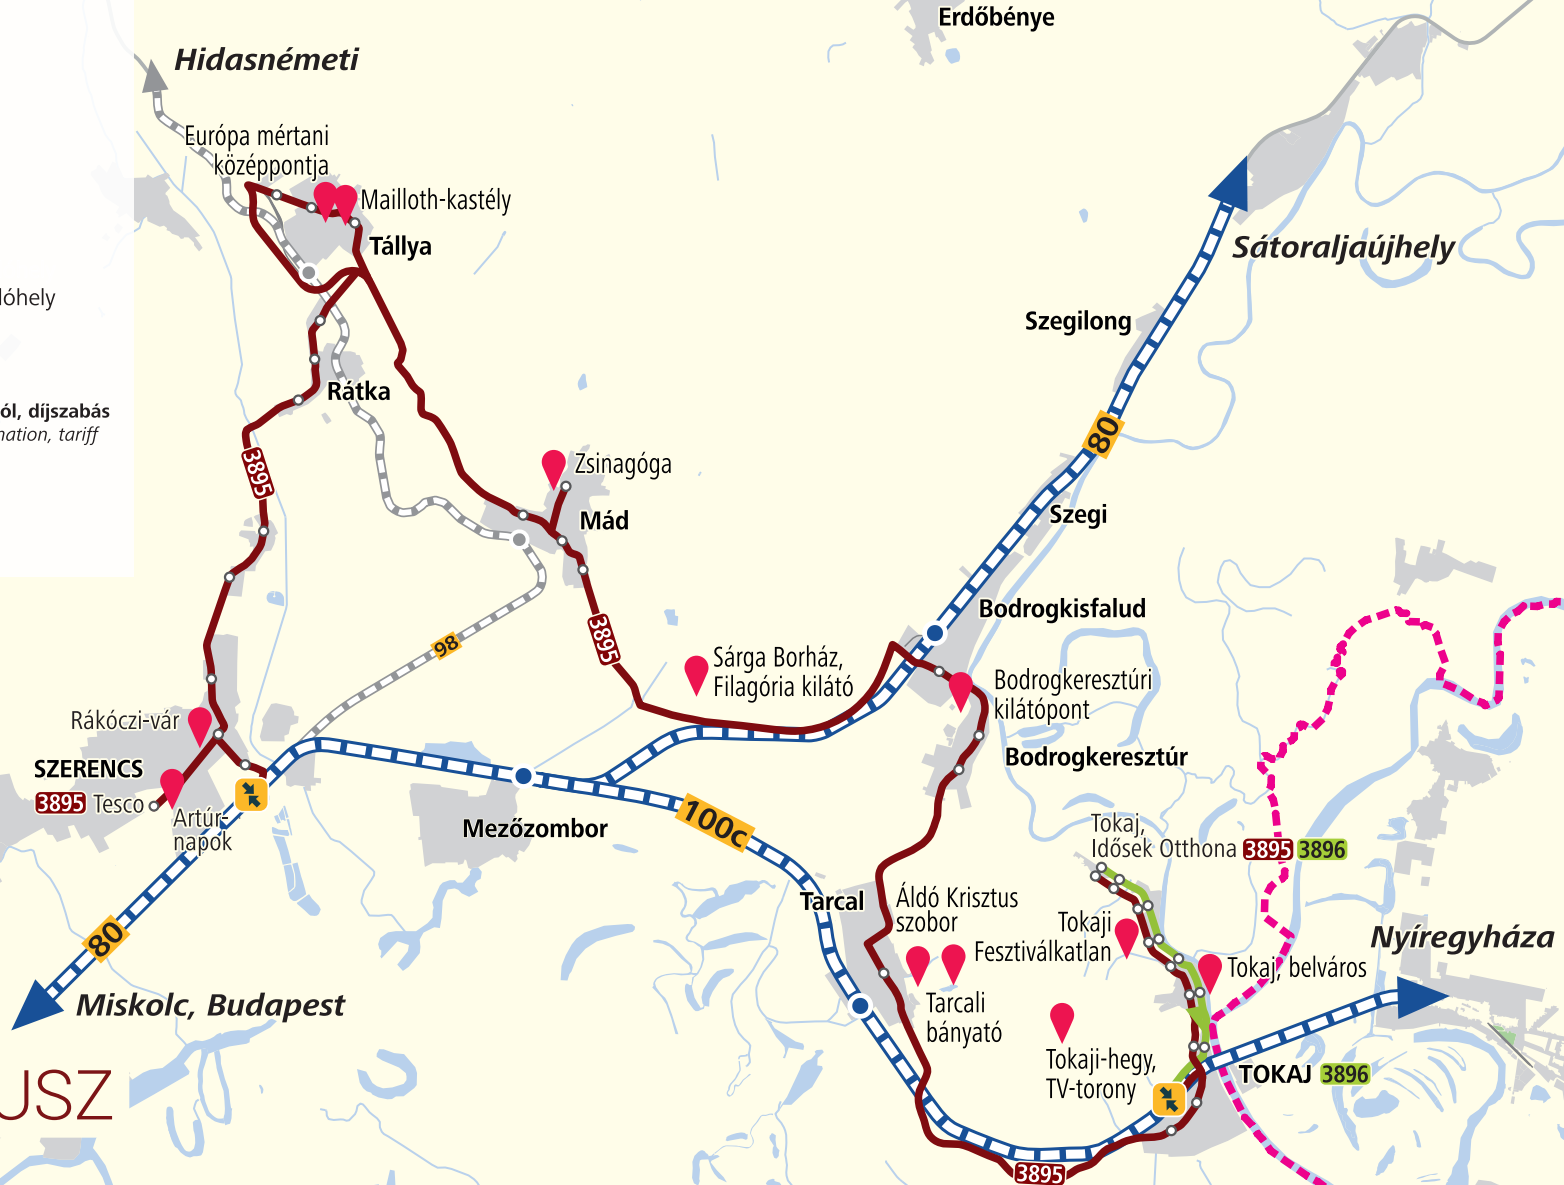 Erdőbénye
Hidasnémeti
Európa mértani
középpontja
Mailloth-kastély
Tállya
Sátoraljaújhely
lóhely
Szegilong
Rátka
ól, díjszabás
nation, tariff
80
3895
Zsinagóga
Mád
Szegi
Bodrogkisfalud
3895
98
Sárga Borház,
Filagória kilátó
Bodrogkeresztúri
kilátópont
Rákóczi-vár
Bodrogkeresztúr
SZERENCS
3895 Tesco
Artúr-
napok
Mezőzombor
100c
Tokaj,
Idősek Otthona 3895 3896
Tarcal
Áldó Krisztus
szobor
Tokaji
Fesztiválkatlan
80
Nyíregyháza
Tokaj, belváros
Miskolc, Budapest
Tarcali
bányató
Tokaji-hegy,
TV-torony
TOKAJ 3896
USZ
3895